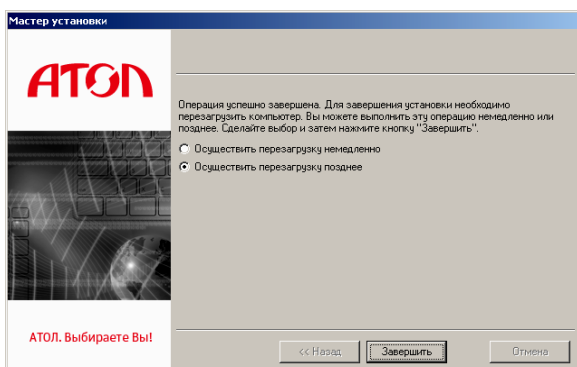 Мастер установки
АТОЛ
Операция успешно завершена. Для завершения установки необходимо
перезагрузить компьютер. Вы можете выполнить эту операцию немедленно или
позднее. Сделайте выбор и затем нажмите кнопку "Завершить".
Осуществить перезагрузку немедленно
Осуществить перезагрузку позднее
АТОЛ. Выбираете Вы!
<< Назад
Завершить
Отмена